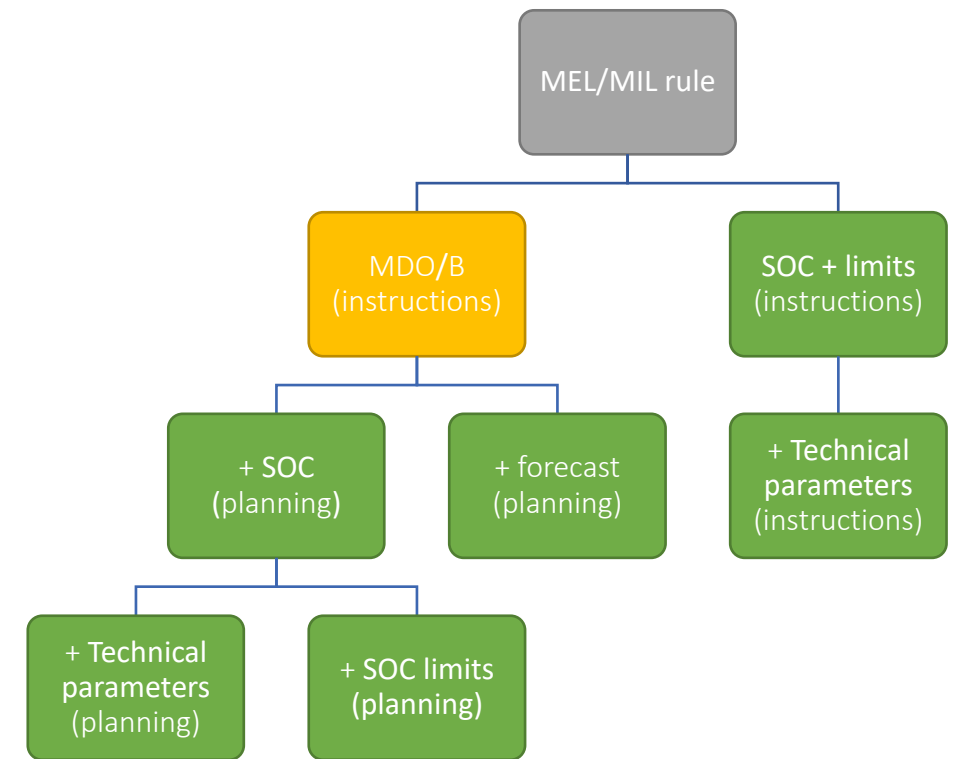 MEL/MIL rule
MDO/B
(instructions)
SOC + limits
(instructions)
+ SOC
(planning)
+ forecast
(planning)
+ Technical
parameters
(instructions)
+ Technical
parameters
(planning)
+ SOC limits
(planning)